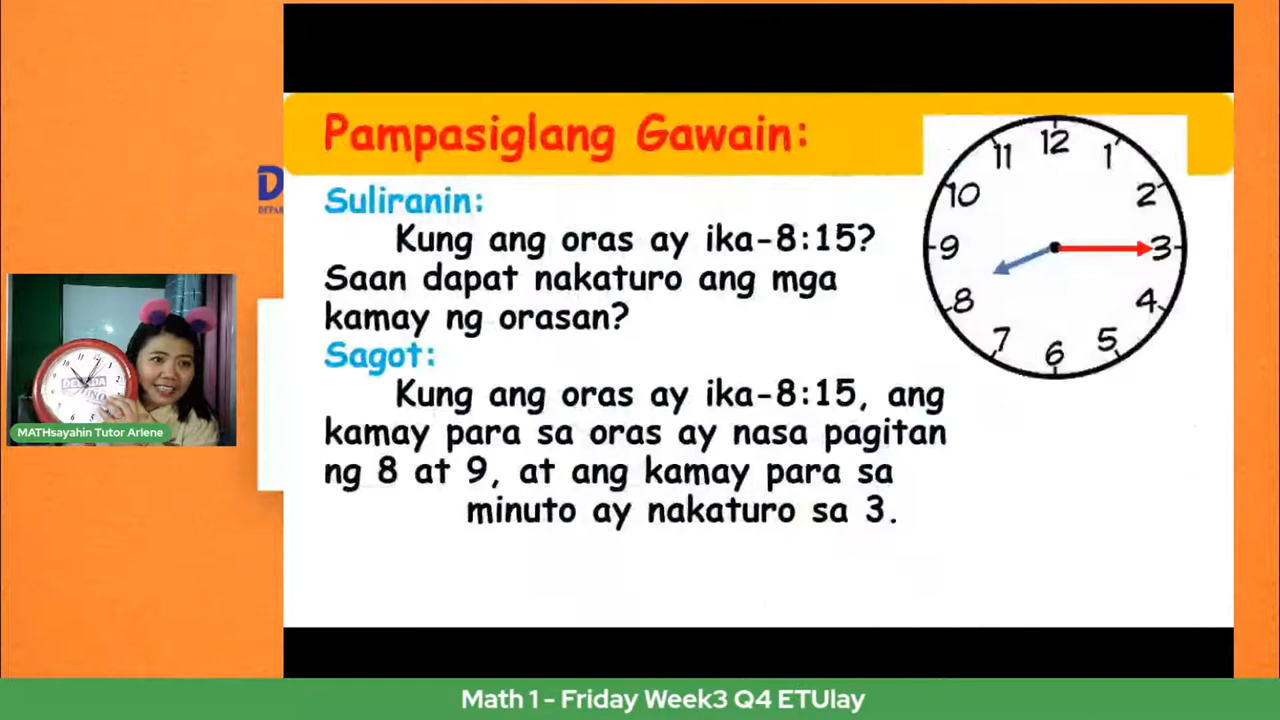 Pampasiglang Gawain:
Suliranin:
Kung ang oras ay ika-8:15?
Saan dapat nakaturo ang mga
kamay ng orasan?
Sagot:
Kung ang oras ay ika-8:15, ang
kamay para sa oras ay nasa pagitan
ng 8 at 9, at ang kamay para sa
minuto ay nakaturo sa 3.
12
11 1
10 2
9 3
8 4
7 5
6
MATHsayahin Tutor Arlene
Math 1 - Friday Week3 Q4 ETUlay